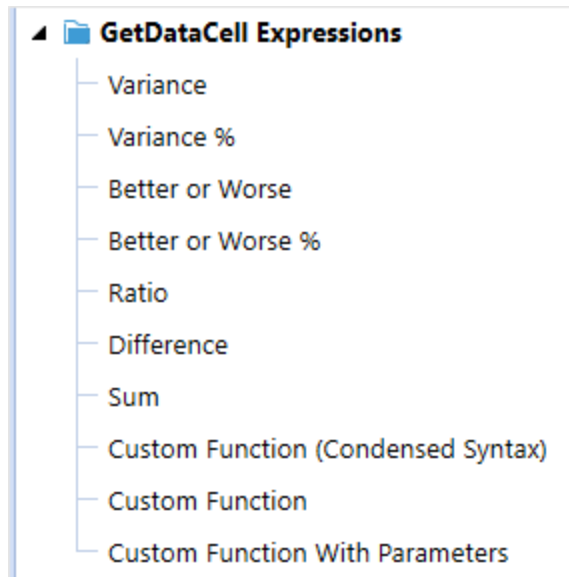 GetDataCell Expressions
Variance
Variance %
Better or Worse
Better or Worse %
Ratio
Difference
Sum
Custom Function (Condensed Syntax)
Custom Function
Custom Function With Parameters